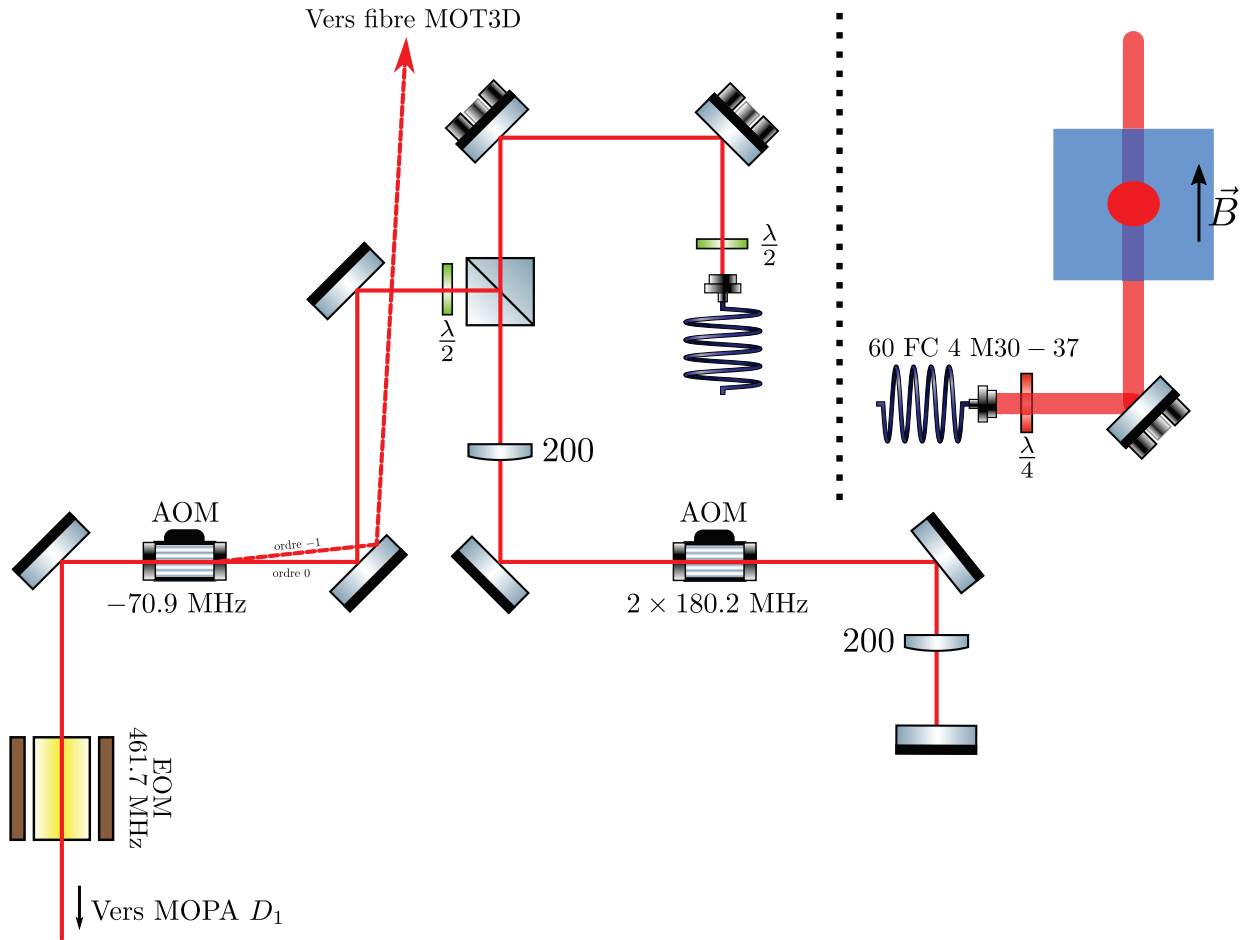 Vers fibre MOT3D
λ/2
B⃗
λ/2
60 FC 4 M30 − 37
λ/4
200
AOM
ordre −1
ordre 0
−70.9 MHz
AOM
2 × 180.2 MHz
200
EOM
461.7 MHz
Vers MOPA D₁